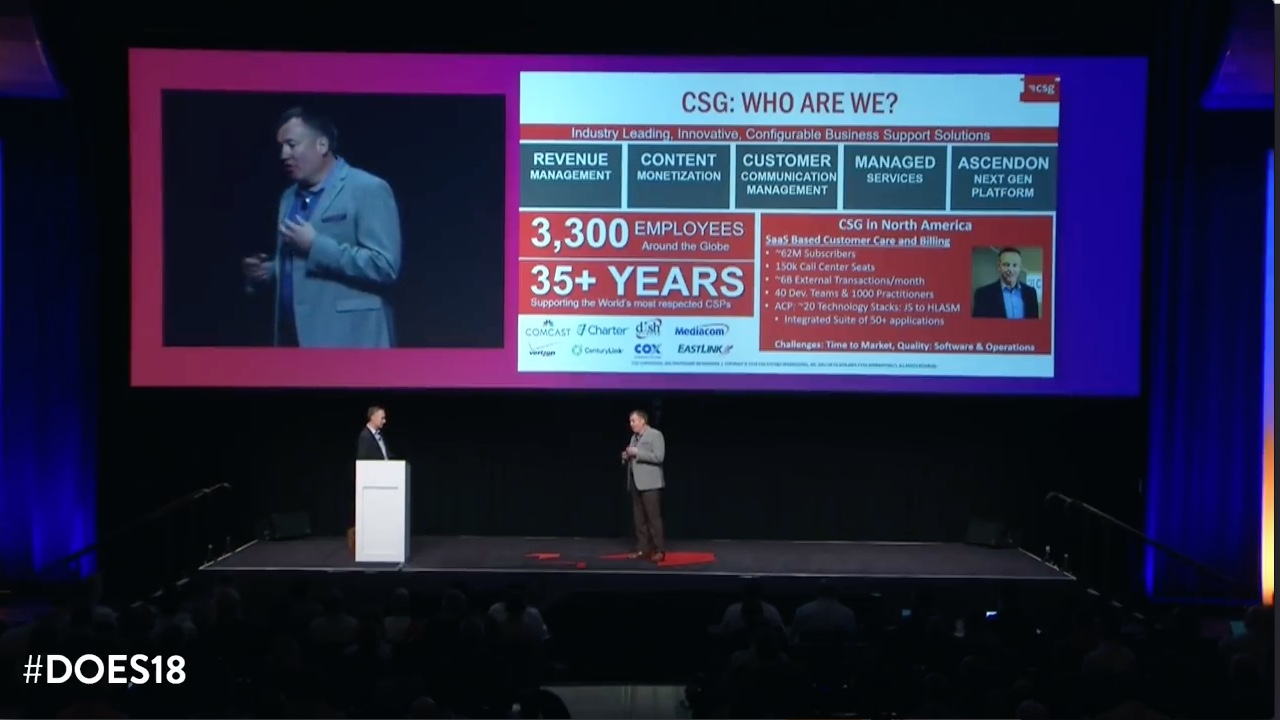 CSG: WHO ARE WE?
csg
Industry Leading, Innovative, Configurable Business Support Solutions
REVENUE
MANAGEMENT
CONTENT
MONETIZATION
CUSTOMER
COMMUNICATION
MANAGEMENT
MANAGED
SERVICES
ASCENDON
NEXT GEN
PLATFORM
3,300 EMPLOYEES
Around the Globe
35+ YEARS
Supporting the World's most respected CSPs
COMCAST
Charter
dish
Mediacom
verizon
CenturyLink
COX
EASTLINK
CSG in North America
SaaS Based Customer Care and Billing
• ~62M Subscribers
• 150k Call Center Seats
• ~6B External Transactions/month
• 40 Dev. Teams & 1000 Practitioners
• ACP: ~20 Technology Stacks: JS to HLASM
• Integrated Suite of 50+ applications
Challenges: Time to Market, Quality: Software & Operations
#DOES18